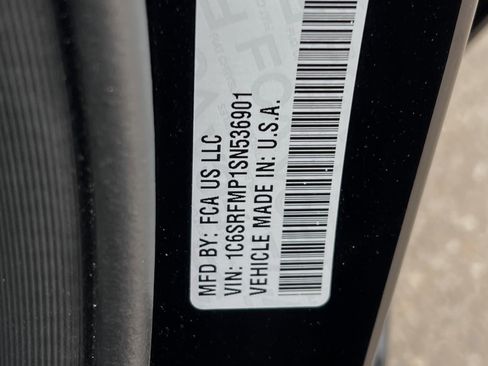 MFD BY: FCA US LLC
VIN: 1C6SRFMP1SN536901
VEHICLE MADE IN: U.S.A.